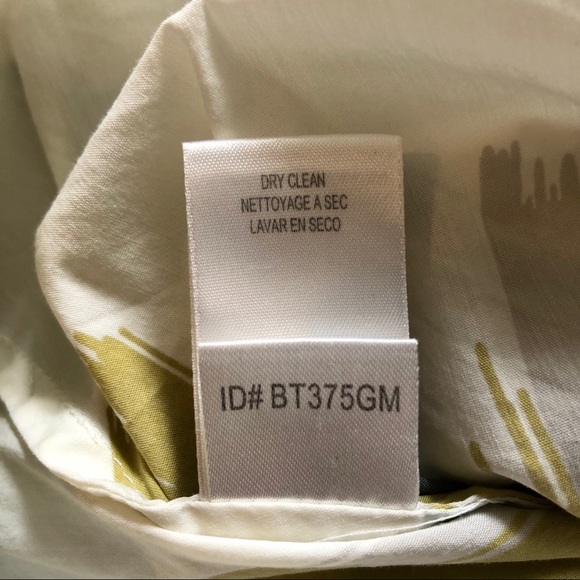 DRY CLEAN
NETTOYAGE A SEC
LAVAR EN SECO
ID# BT375GM